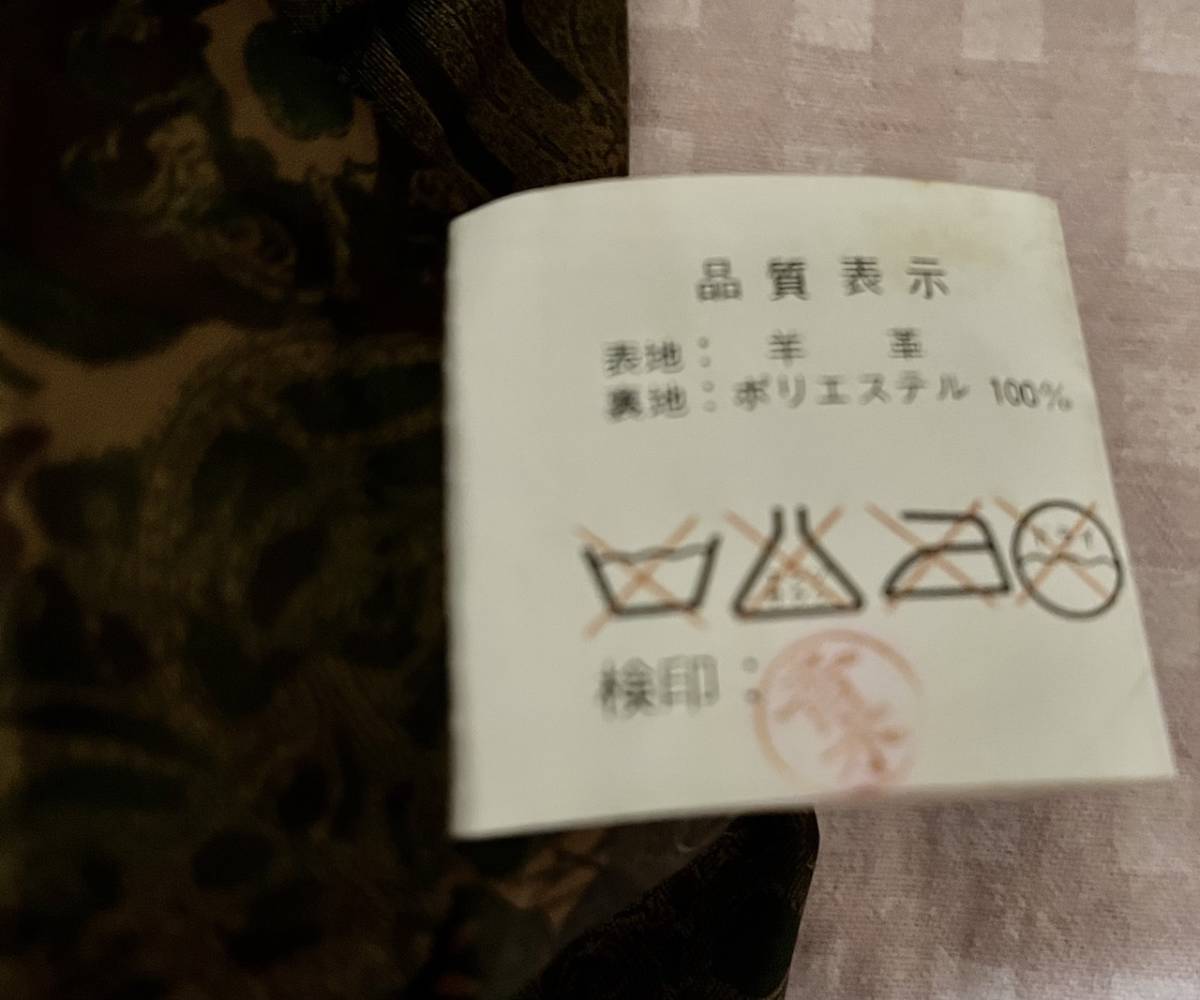 品質表示
表地: 羊 革
裏地: ポリエステル 100%
検印: